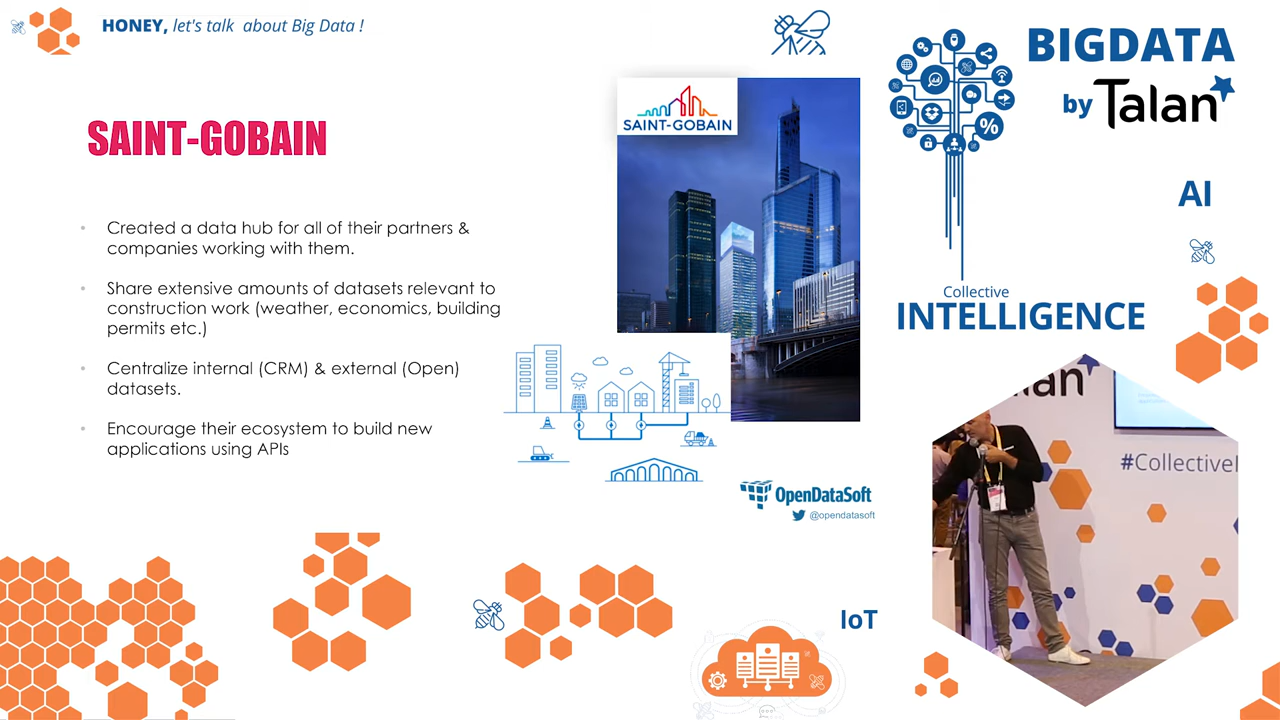 HONEY, let's talk about Big Data !
SAINT-GOBAIN
Created a data hub for all of their partners &
companies working with them.
Share extensive amounts of datasets relevant to
construction work (weather, economics, building
permits etc.)
Centralize internal (CRM) & external (Open)
datasets.
Encourage their ecosystem to build new
applications using APIs
SAINT-GOBAIN
OpenDataSoft
@opendatasoft
BIGDATA
by Talan
%
AI
Collective
INTELLIGENCE
lan
#Collective
IoT